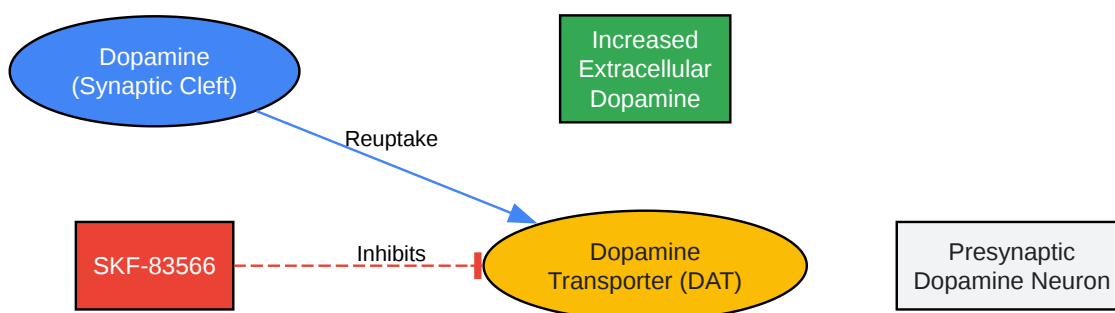 Dopamine
(Synaptic Cleft)
Increased
Extracellular
Dopamine
Reuptake
SKF-83566
Inhibits
Dopamine
Transporter (DAT)
Presynaptic
Dopamine Neuron